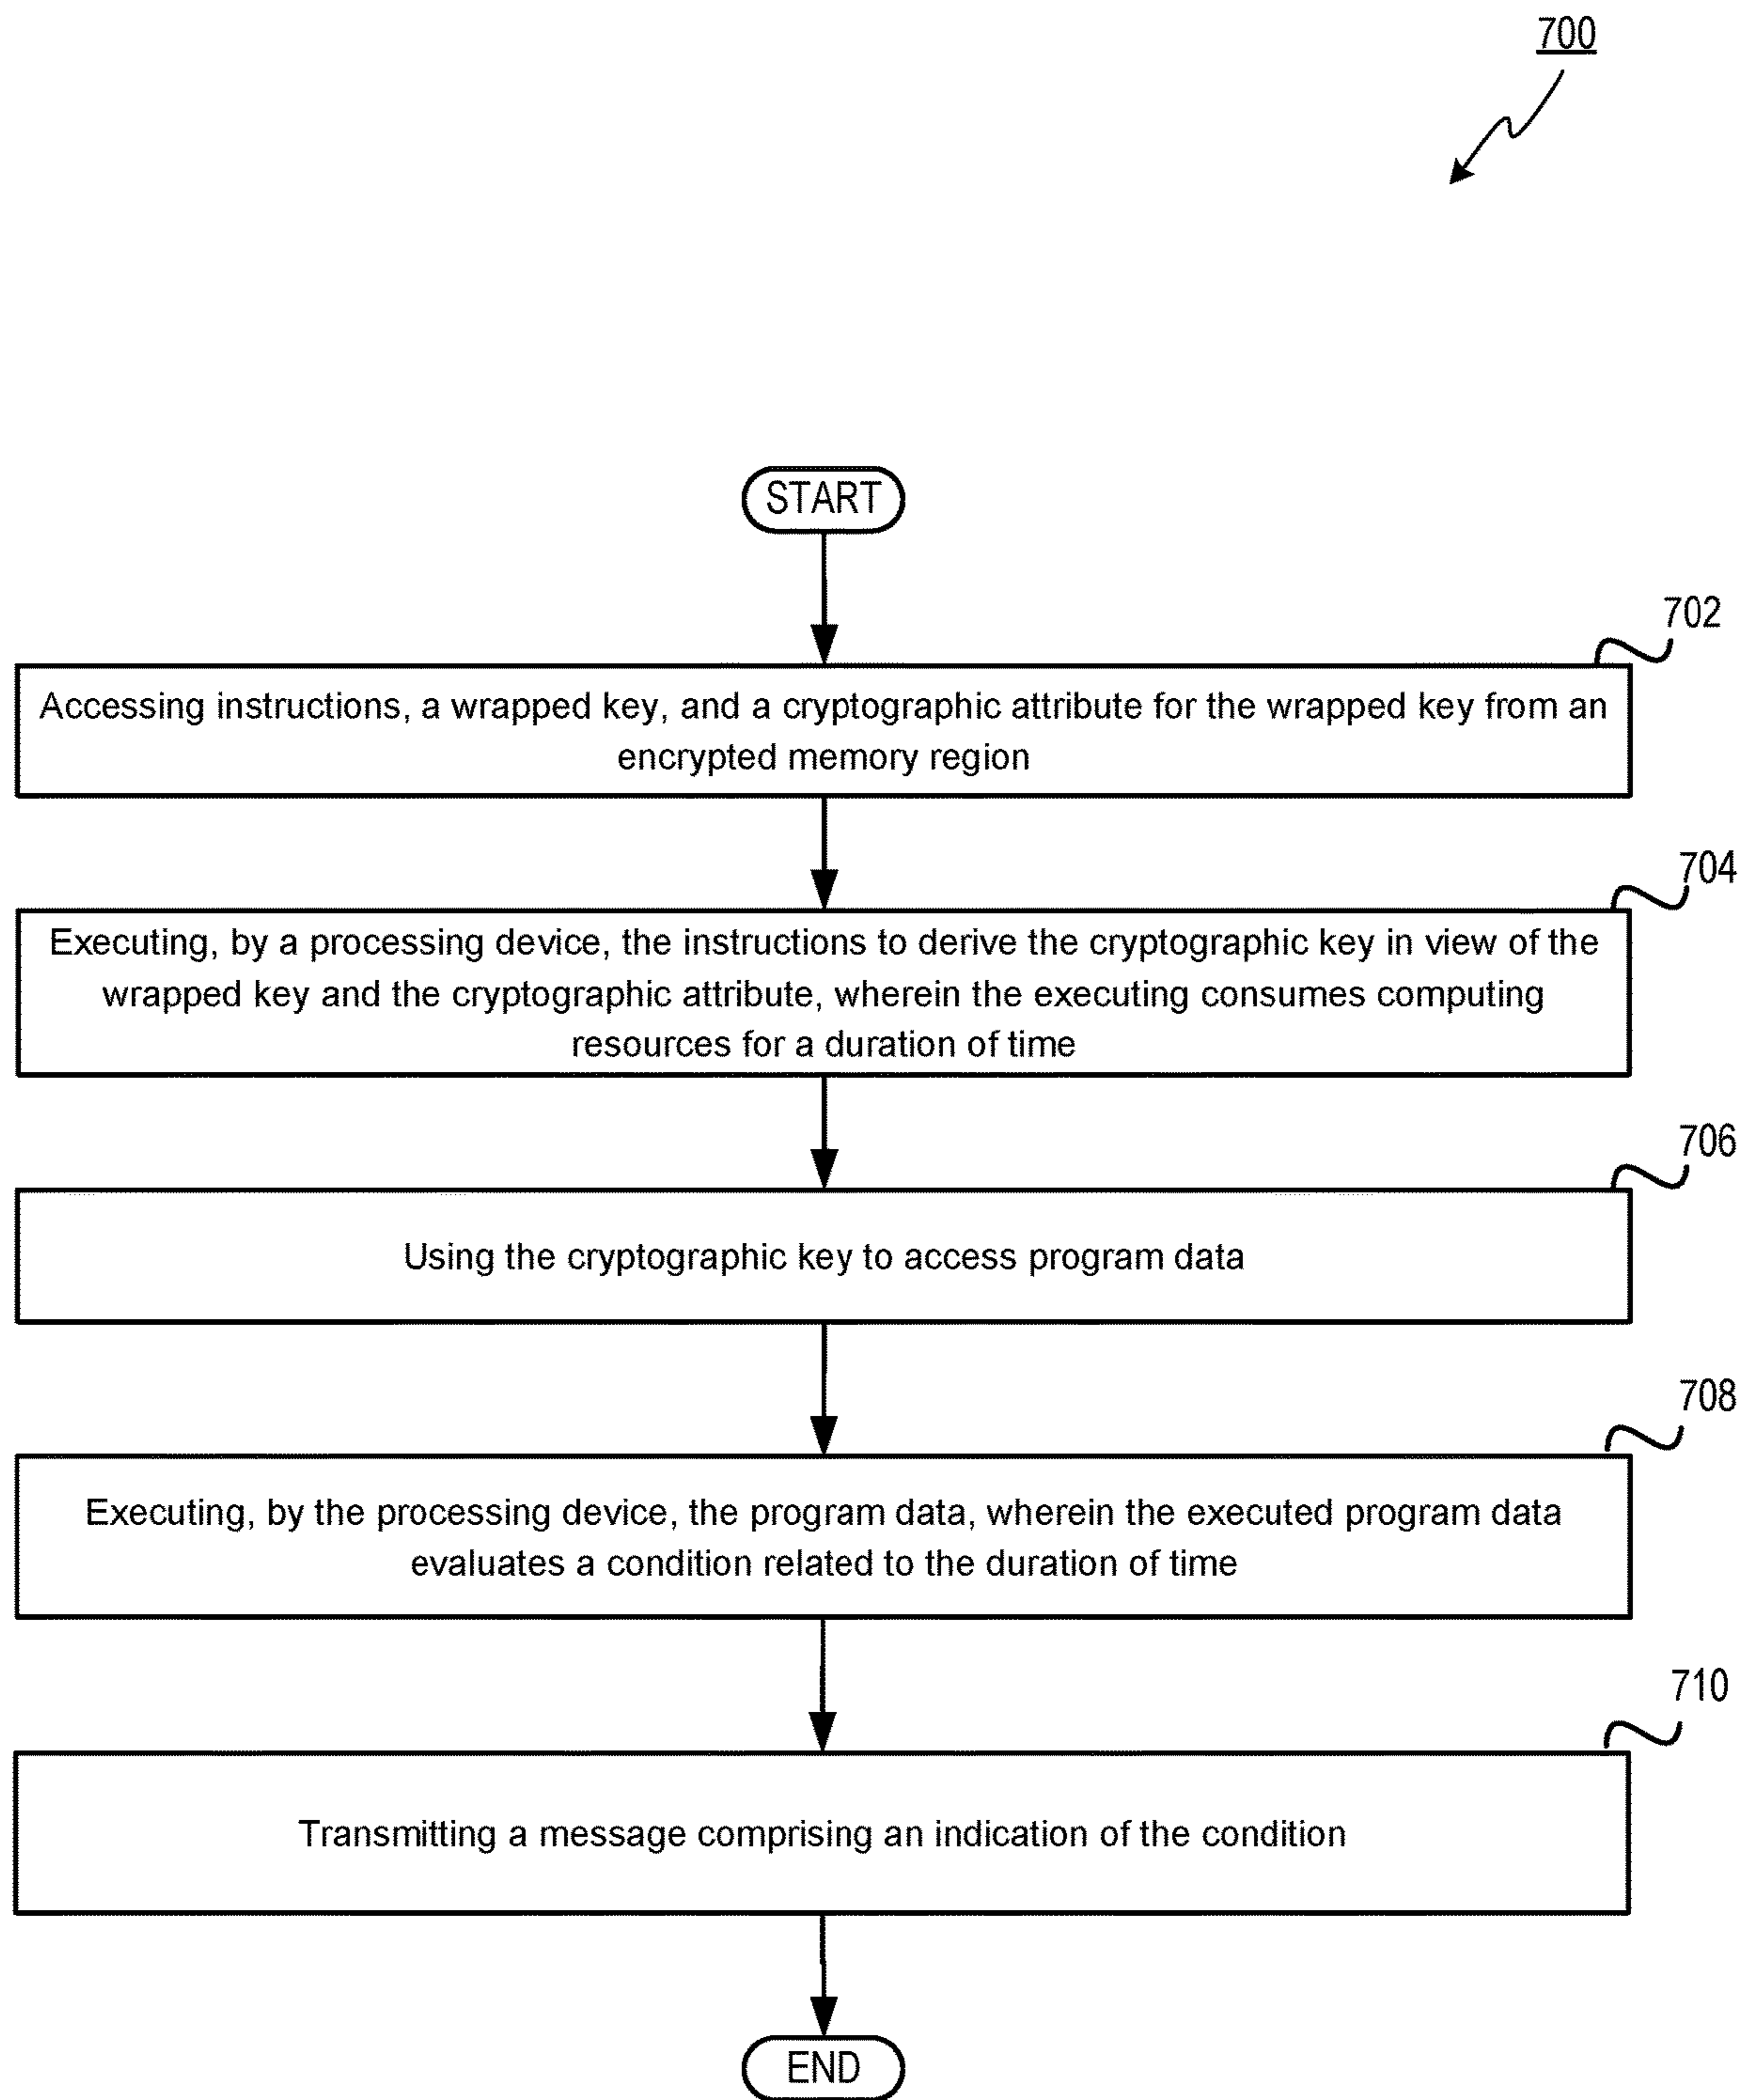 700
START
702
Accessing instructions, a wrapped key, and a cryptographic attribute for the wrapped key from an
encrypted memory region
704
Executing, by a processing device, the instructions to derive the cryptographic key in view of the
wrapped key and the cryptographic attribute, wherein the executing consumes computing
resources for a duration of time
706
Using the cryptographic key to access program data
708
Executing, by the processing device, the program data, wherein the executed program data
evaluates a condition related to the duration of time
710
Transmitting a message comprising an indication of the condition
END